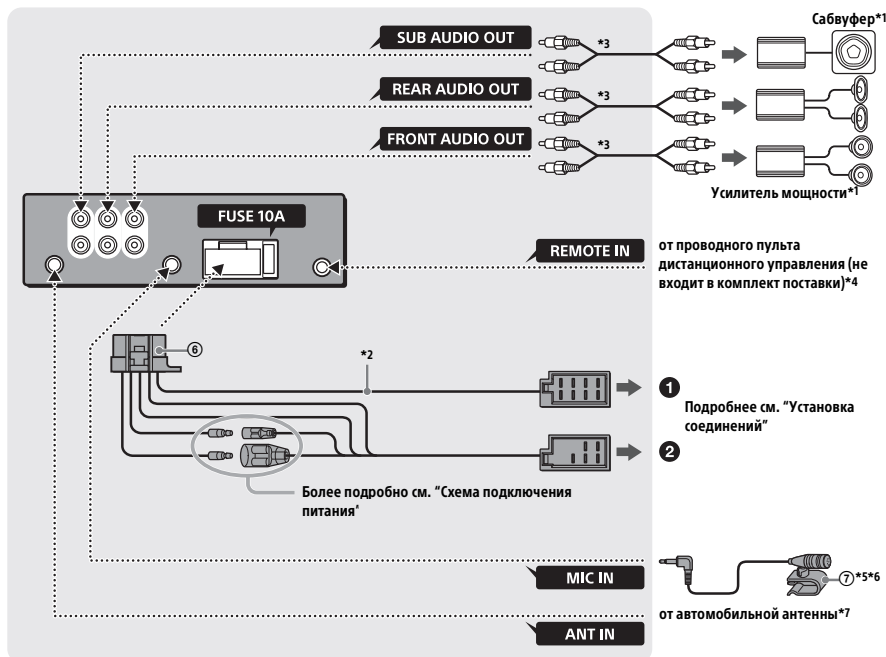 Сабвуфер*1
SUB AUDIO OUT
*3
REAR AUDIO OUT
*3
FRONT AUDIO OUT
*3
Усилитель мощности*1
FUSE 10A
REMOTE IN
от проводного пульта
дистанционного управления (не
входит в комплект поставки)*4
⑥
*2
❶
Подробнее см. "Установка
соединений"
❷
Более подробно см. "Схема подключения
питания"
MIC IN
⑦*5*6
от автомобильной антенны*7
ANT IN